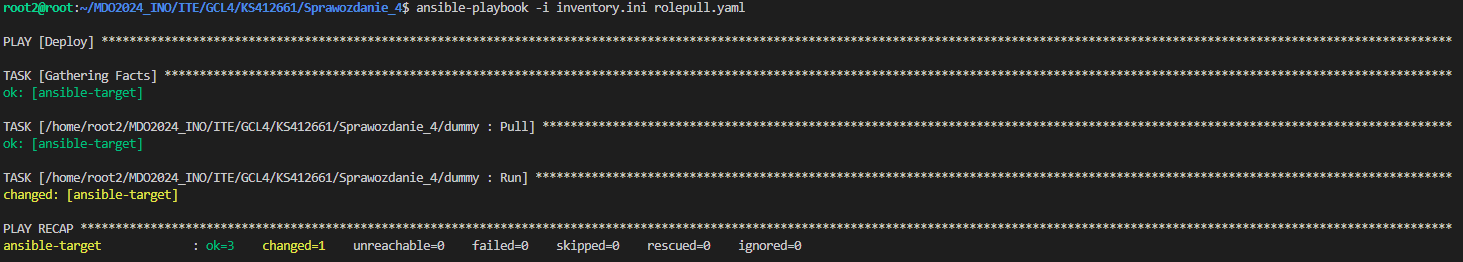 root2@root:~/MDO2024_INO/ITE/GCL4/KS412661/Sprawozdanie_4$ ansible-playbook -i inventory.ini rolepull.yaml
PLAY [Deploy] ************************************************************************************************************************************************************************************************
TASK [Gathering Facts] ***************************************************************************************************************************************************************************************
ok: [ansible-target]
TASK [/home/root2/MDO2024_INO/ITE/GCL4/KS412661/Sprawozdanie_4/dummy : Pull] *********************************************************************************************************************************
ok: [ansible-target]
TASK [/home/root2/MDO2024_INO/ITE/GCL4/KS412661/Sprawozdanie_4/dummy : Run] **********************************************************************************************************************************
changed: [ansible-target]
PLAY RECAP ***************************************************************************************************************************************************************************************************
ansible-target             : ok=3    changed=1    unreachable=0    failed=0    skipped=0    rescued=0    ignored=0